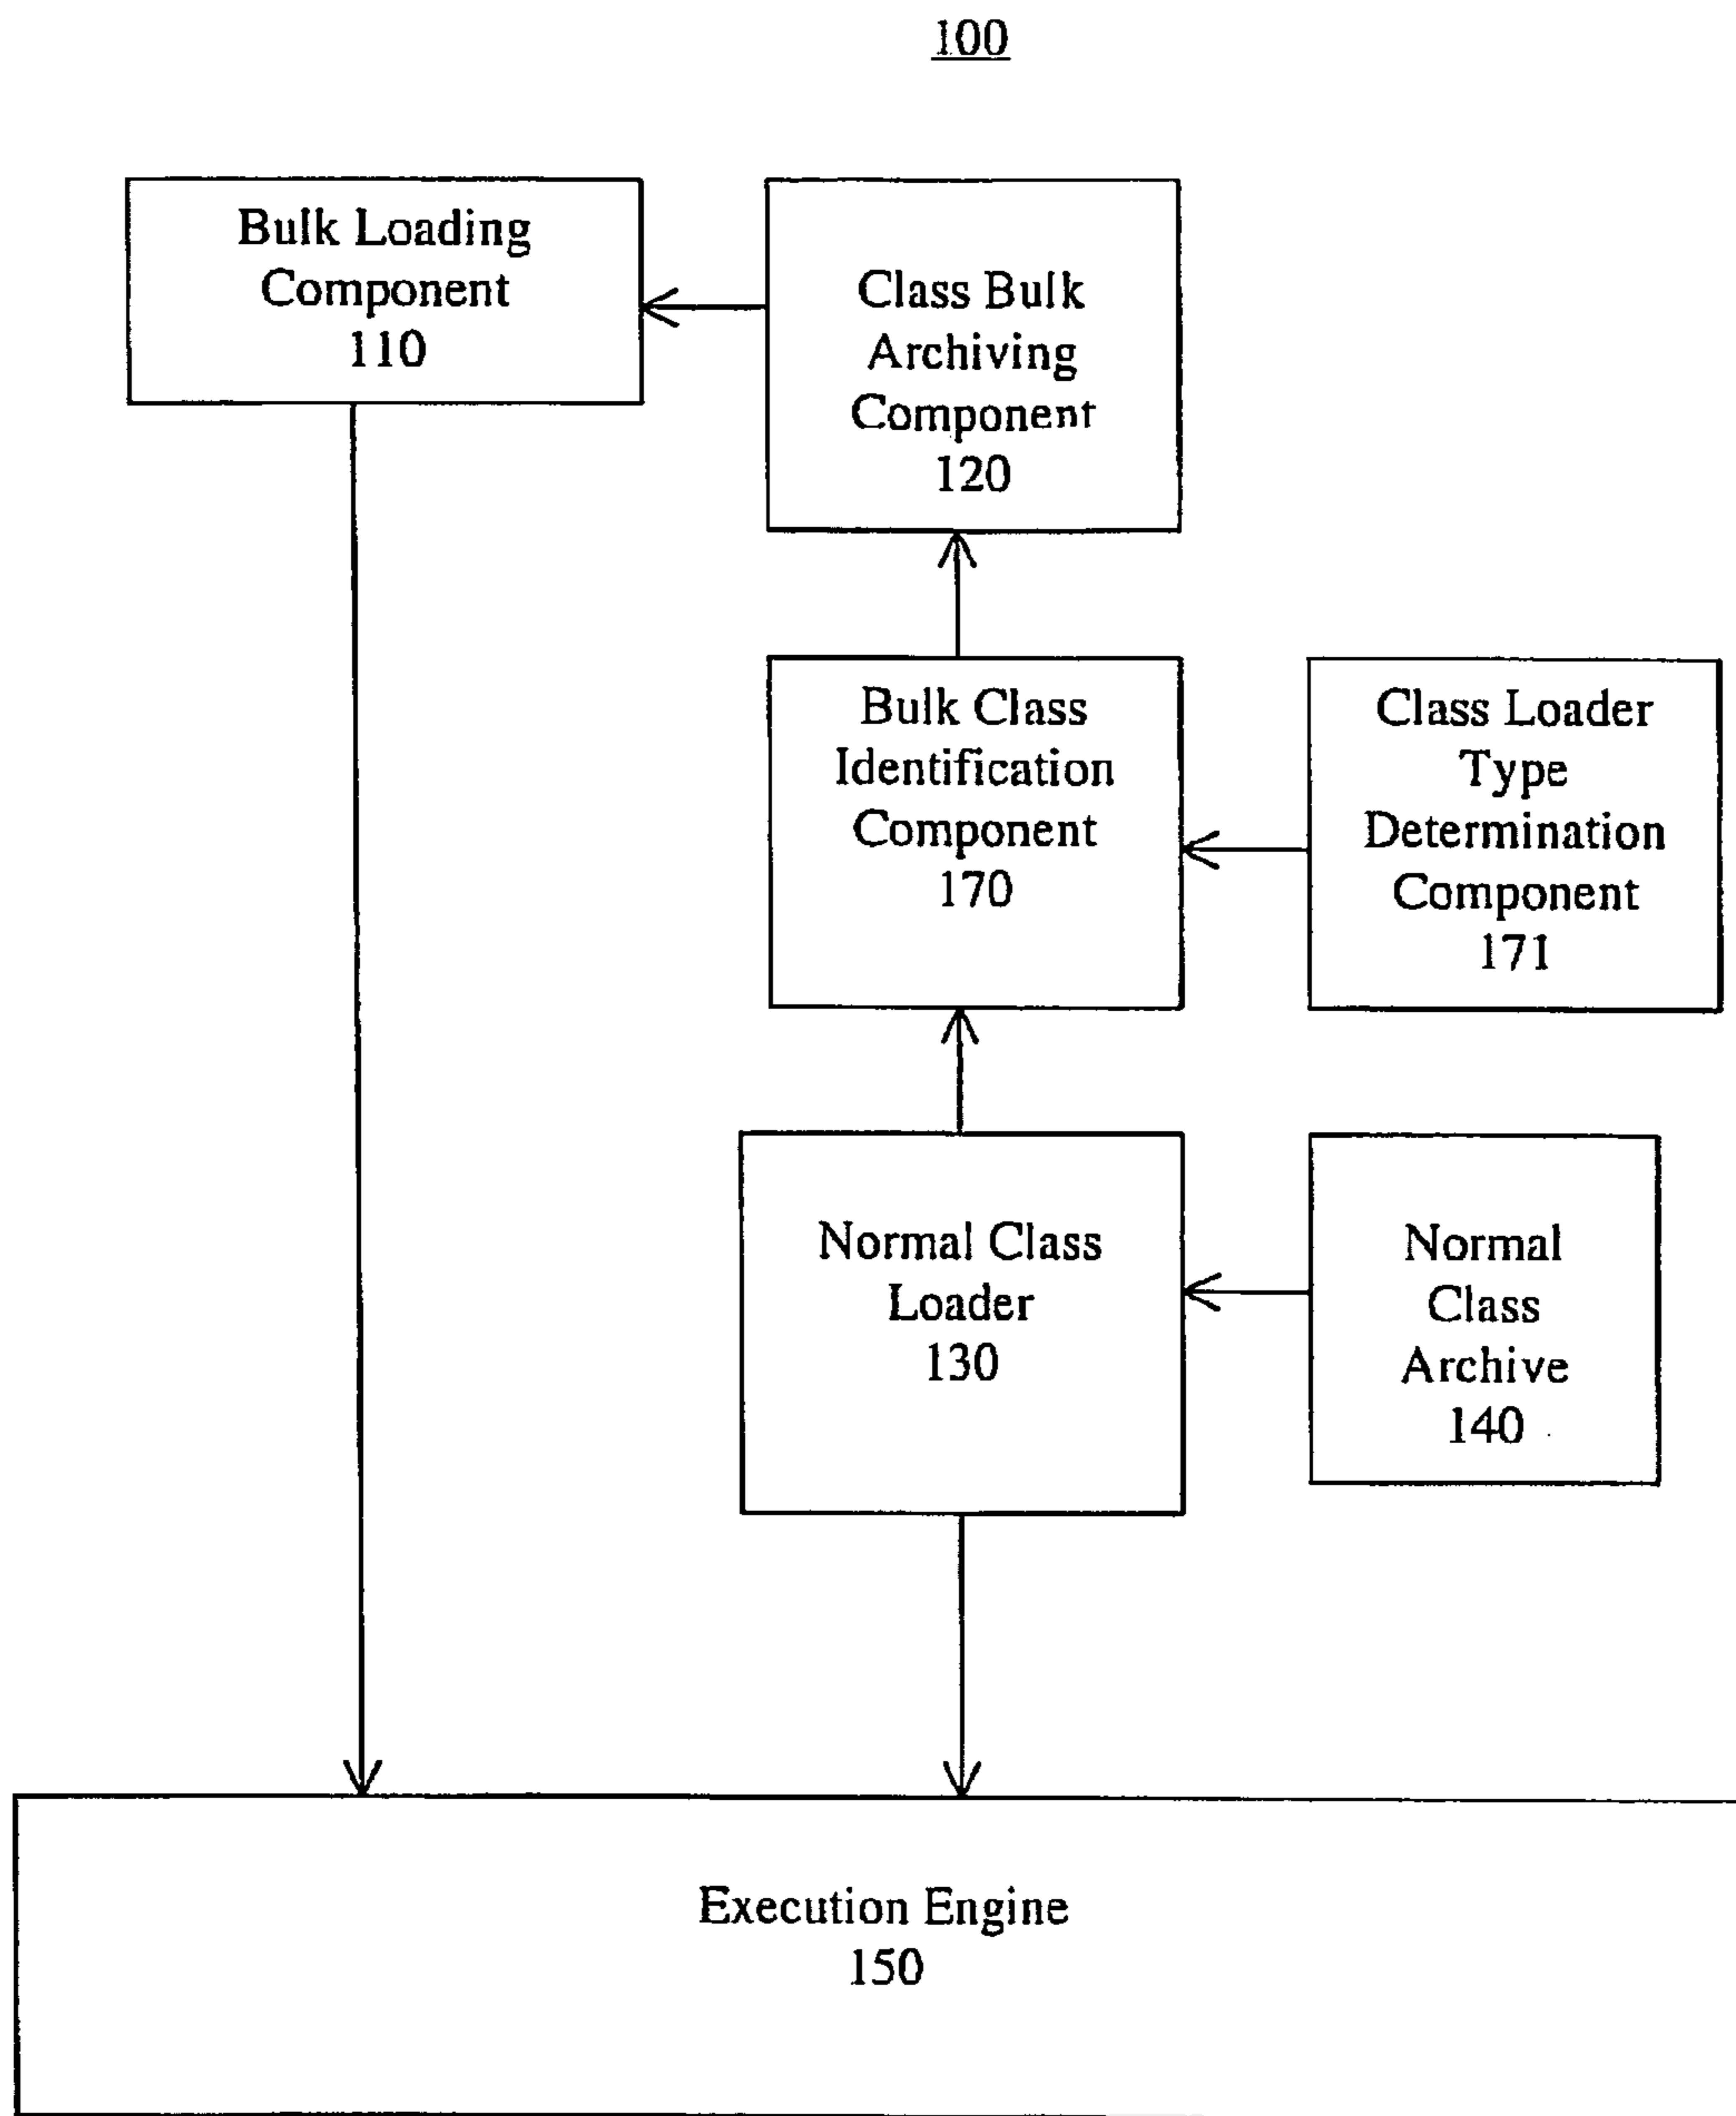 100
Bulk Loading
Component
110
Class Bulk
Archiving
Component
120
Bulk Class
Identification
Component
170
Class Loader
Type
Determination
Component
171
Normal Class
Loader
130
Normal
Class
Archive
140
Execution Engine
150